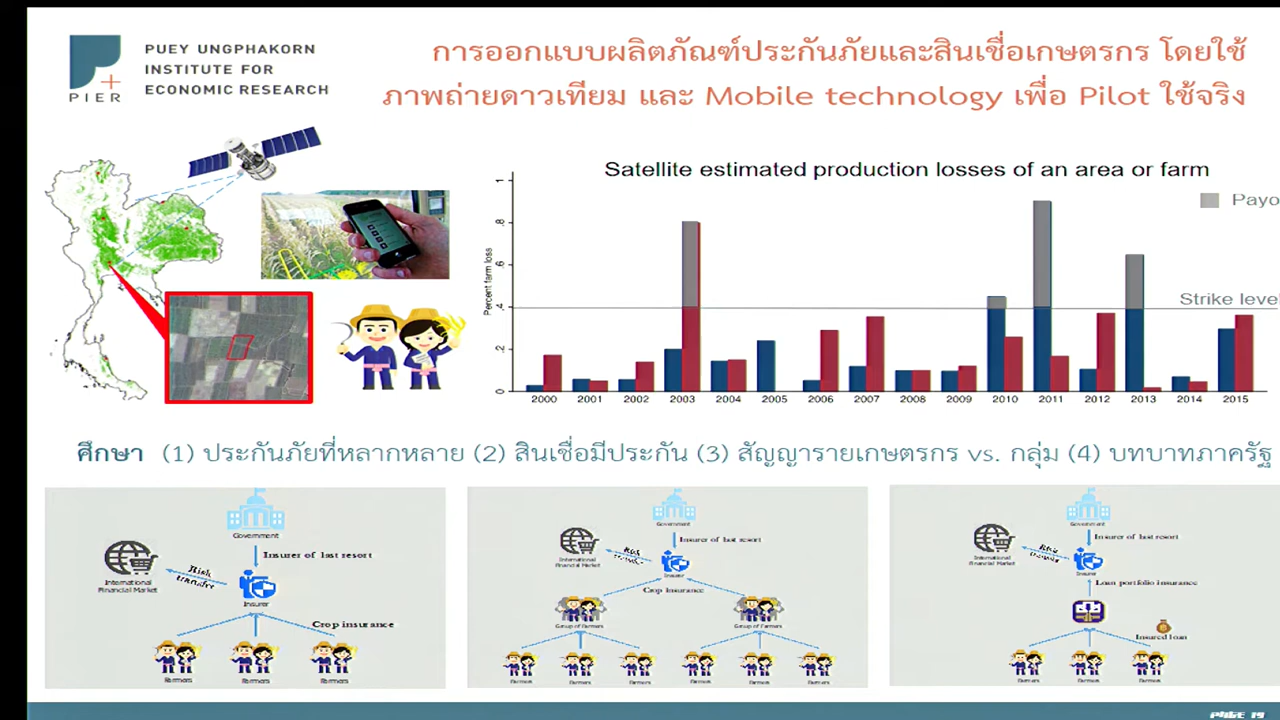 PUEY UNGPHAKORN
INSTITUTE FOR
ECONOMIC RESEARCH
PIER
การออกแบบผลิตภัณฑ์ประกันภัยและสินเชื่อเกษตรกร โดยใช้
ภาพถ่ายดาวเทียม และ Mobile technology เพื่อ Pilot ใช้จริง
Satellite estimated production losses of an area or farm
Payo
Strike level
Percent farm loss
1
.8
.6
.4
.2
0
2000 2001 2002 2003 2004 2005 2006 2007 2008 2009 2010 2011 2012 2013 2014 2015
ศึกษา (1) ประกันภัยที่หลากหลาย (2) สินเชื่อมีประกัน (3) สัญญารายเกษตรกร vs. กลุ่ม (4) บทบาทภาครัฐ
Government
Insurer of last resort
International
Financial Market
Risk
transfer
Insurer
Crop insurance
Farmers Farmers Farmers
Government
Insurer of last resort
International
Financial Market
Risk
transfer
Insurer
Crop insurance
Group of Farmers Group of Farmers
Farmers Farmers Farmers Farmers Farmers Farmers
Government
Insurer of last resort
International
Financial Market
Risk
transfer
Insurer
Loan portfolio insurance
Insured loan
Farmers Farmers Farmers
PAGE 19